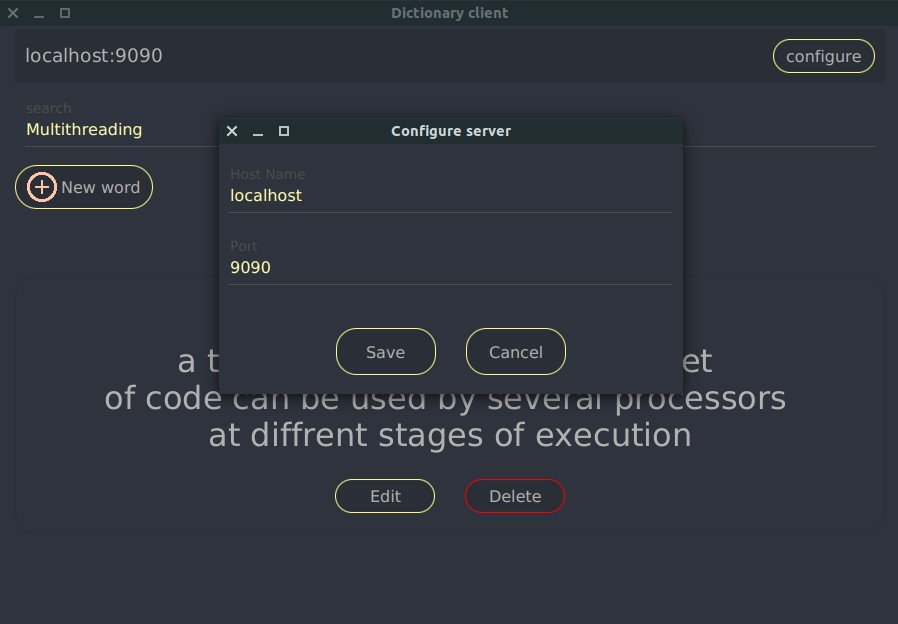 Dictionary client
localhost:9090
configure
search
Multithreading
New word
Configure server
Host Name
localhost
Port
9090
Save
Cancel
a t et
of code can be used by several processors
at diffrent stages of execution
Edit
Delete